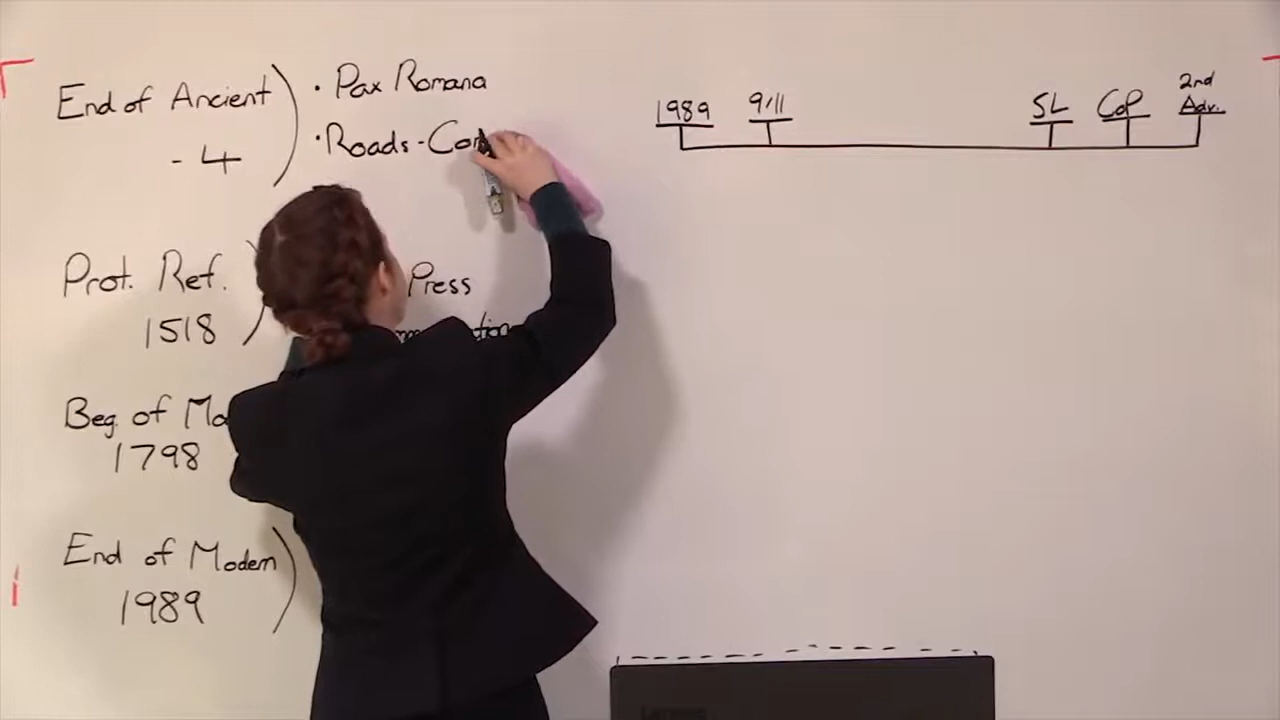 End of Ancient
- 4
• Pax Romana
• Roads -
Prot. Ref.
1518
Press
Beg. of
1798
End of Modern
1989
1989
9/11
SL
CoP
2nd
Adv.
Lenovo